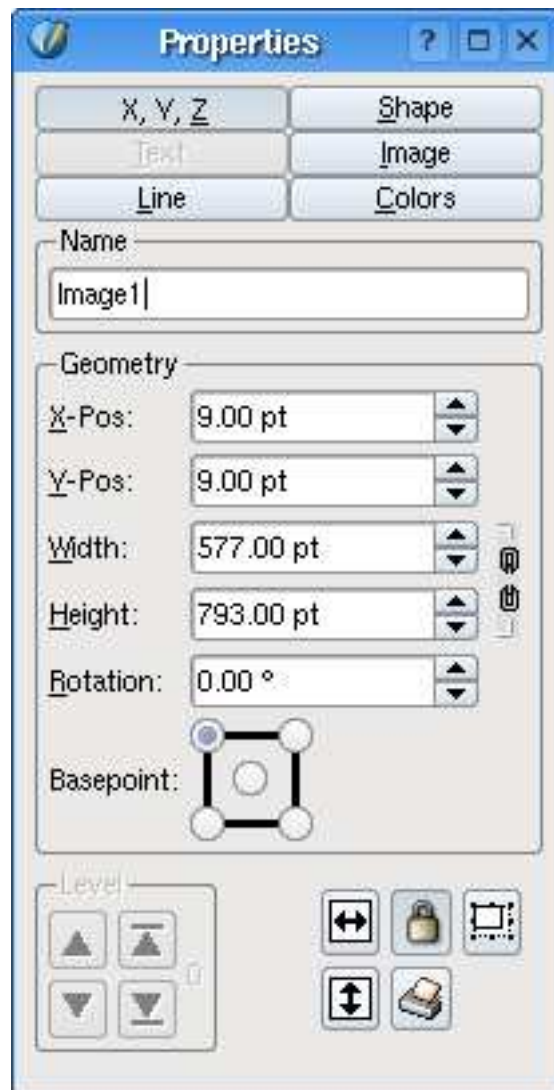 Properties ?
X, Y, Z Shape
Text Image
Line Colors
Name
Image1
Geometry
X-Pos: 9.00 pt
Y-Pos: 9.00 pt
Width: 577.00 pt
Height: 793.00 pt
Rotation: 0.00 °
Basepoint:
Level
0